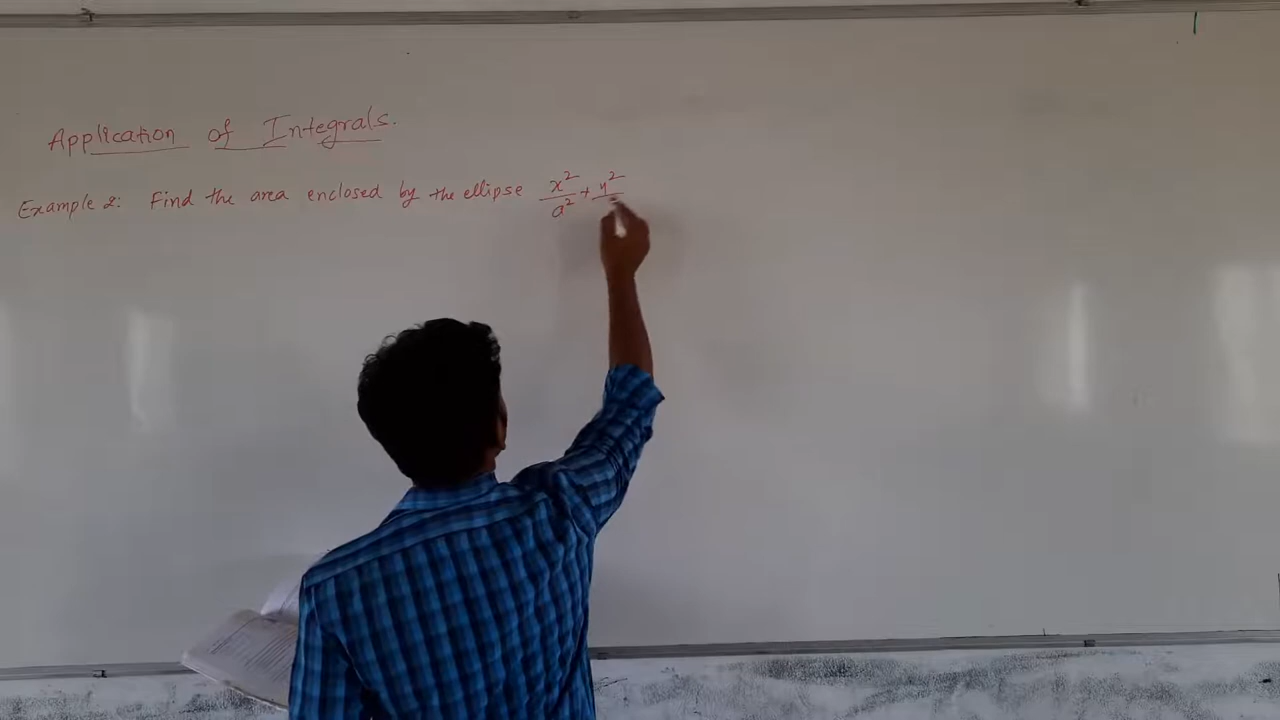 Application of Integrals.
Example 2: Find the area enclosed by the ellipse x²/a² + y²/